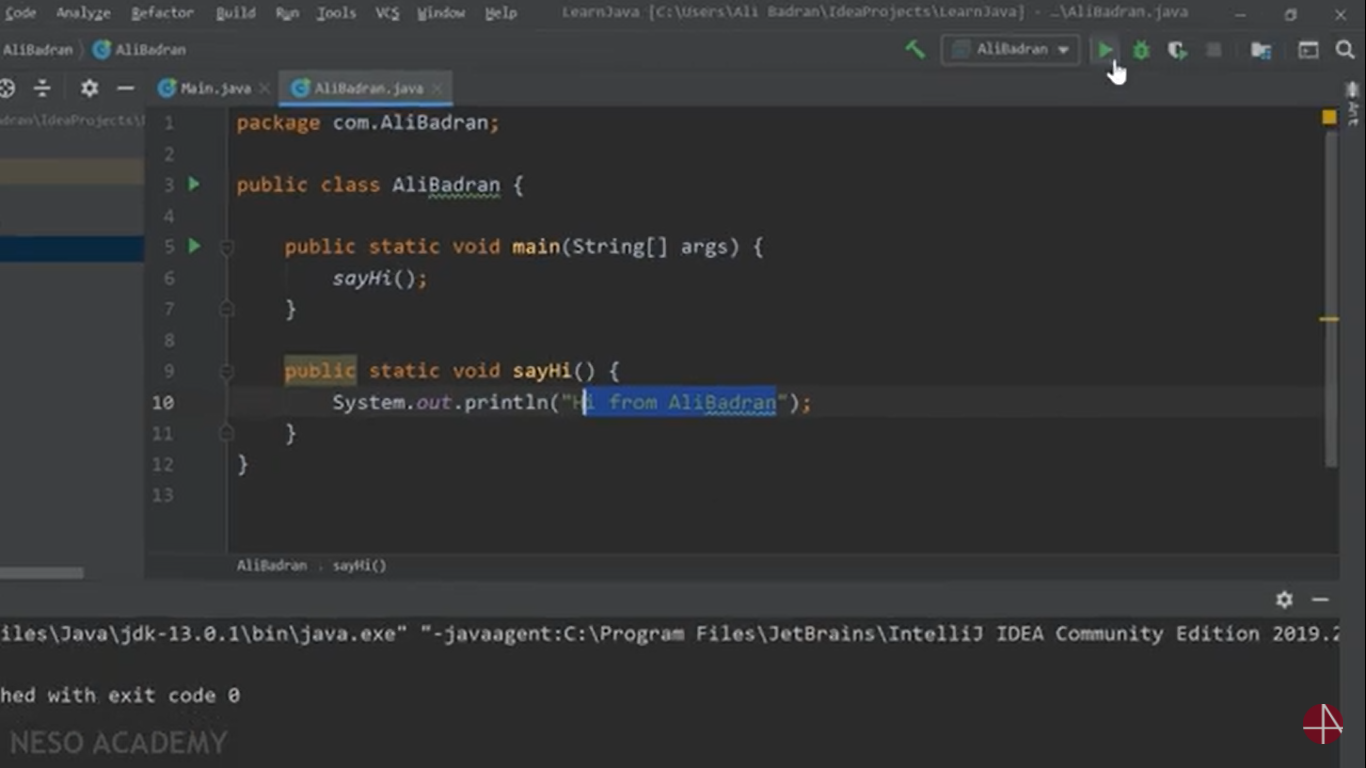 Code Analyze Refactor Build Run Tools VCS Window Help LearnJava [C:\Users\Ali Badran\IdeaProjects\LearnJava] - ...\AliBadran.java
AliBadran AliBadran AliBadran
Main.java AliBadran.java
dran\IdeaProjects\
Ant
1 package com.AliBadran;
2
3 public class AliBadran {
4
5 public static void main(String[] args) {
6 sayHi();
7 }
8
9 public static void sayHi() {
10 System.out.println("Hi from AliBadran");
11 }
12 }
13
AliBadran › sayHi()
iles\Java\jdk-13.0.1\bin\java.exe" "-javaagent:C:\Program Files\JetBrains\IntelliJ IDEA Community Edition 2019.2
hed with exit code 0
NESO ACADEMY